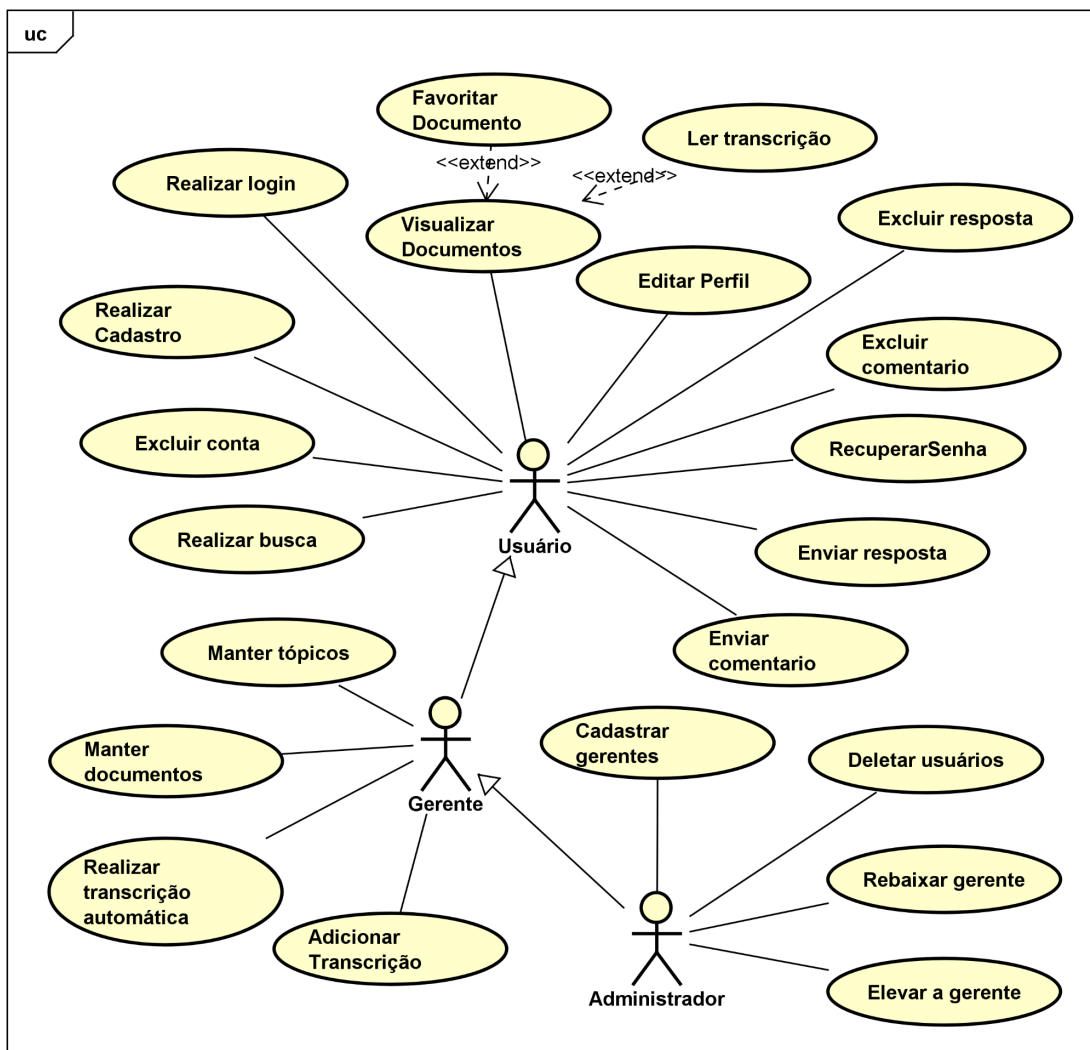 uc
Favoritar
Documento
Ler transcrição
<<extend>>
<<extend>>
Realizar login
Visualizar
Documentos
Excluir resposta
Editar Perfil
Realizar
Cadastro
Excluir
comentario
Excluir conta
RecuperarSenha
Realizar busca
Usuário
Enviar resposta
Manter tópicos
Enviar
comentario
Cadastrar
gerentes
Manter
documentos
Deletar usuários
Gerente
Realizar
transcrição
automática
Rebaixar gerente
Adicionar
Transcrição
Administrador
Elevar a gerente